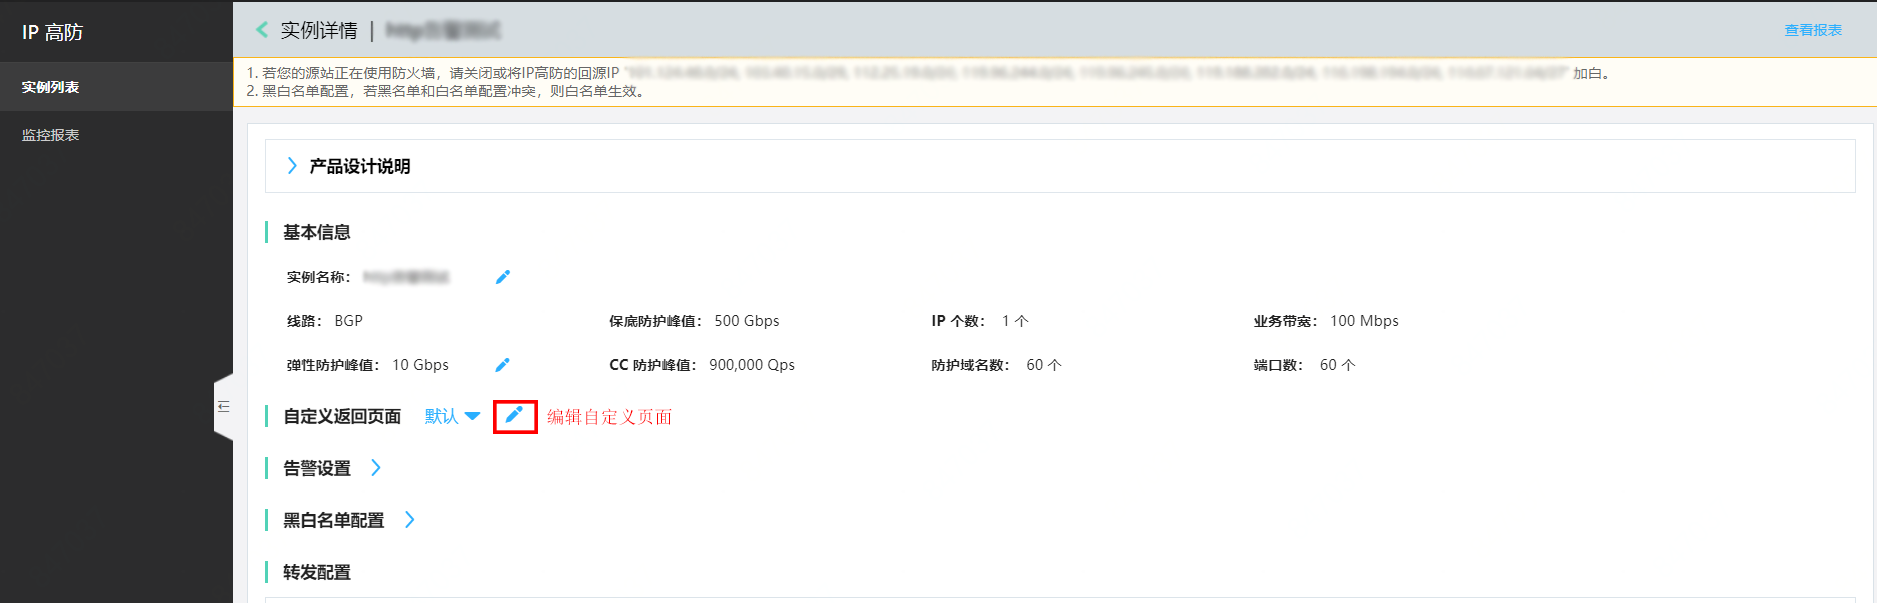 IP 高防
实例列表
监控报表
实例详情 |
查看报表
1. 若您的源站正在使用防火墙，请关闭或将IP高防的回源IP 加白。
2. 黑白名单配置，若黑名单和白名单配置冲突，则白名单生效。
产品设计说明
基本信息
实例名称：
线路： BGP 保底防护峰值： 500 Gbps IP 个数： 1 个 业务带宽： 100 Mbps
弹性防护峰值： 10 Gbps CC 防护峰值： 900,000 Qps 防护域名数： 60 个 端口数： 60 个
自定义返回页面 默认 编辑自定义页面
告警设置
黑白名单配置
转发配置